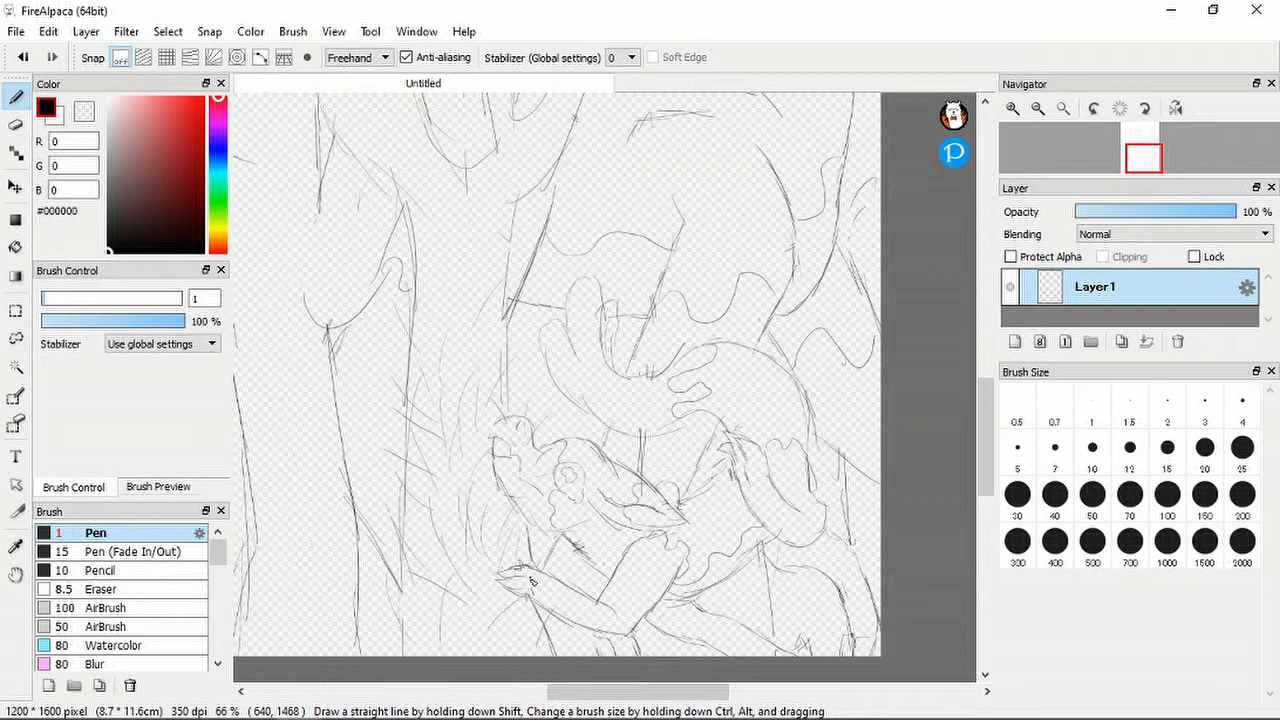 FireAlpaca (64bit)
File Edit Layer Filter Select Snap Color Brush View Tool Window Help
Snap off Freehand Anti-aliasing Stabilizer (Global settings) 0 Soft Edge
Color
Untitled
Navigator
R 0
G 0
B 0
#000000
Layer
Opacity 100 %
Blending Normal
Protect Alpha Clipping Lock
Layer1
Brush Control
1
100 %
Stabilizer Use global settings
Brush Size
0.5 0.7 1 1.5 2 3 4
5 7 10 12 15 20 25
30 40 50 70 100 150 200
300 400 500 700 1000 1500 2000
Brush Control Brush Preview
Brush
1 Pen
15 Pen (Fade In/Out)
10 Pencil
8.5 Eraser
100 AirBrush
50 AirBrush
80 Watercolor
80 Blur
1200 * 1600 pixel (8.7 * 11.6cm) 350 dpi 66 % ( 640, 1468 ) Draw a straight line by holding down Shift, Change a brush size by holding down Ctrl, Alt, and dragging